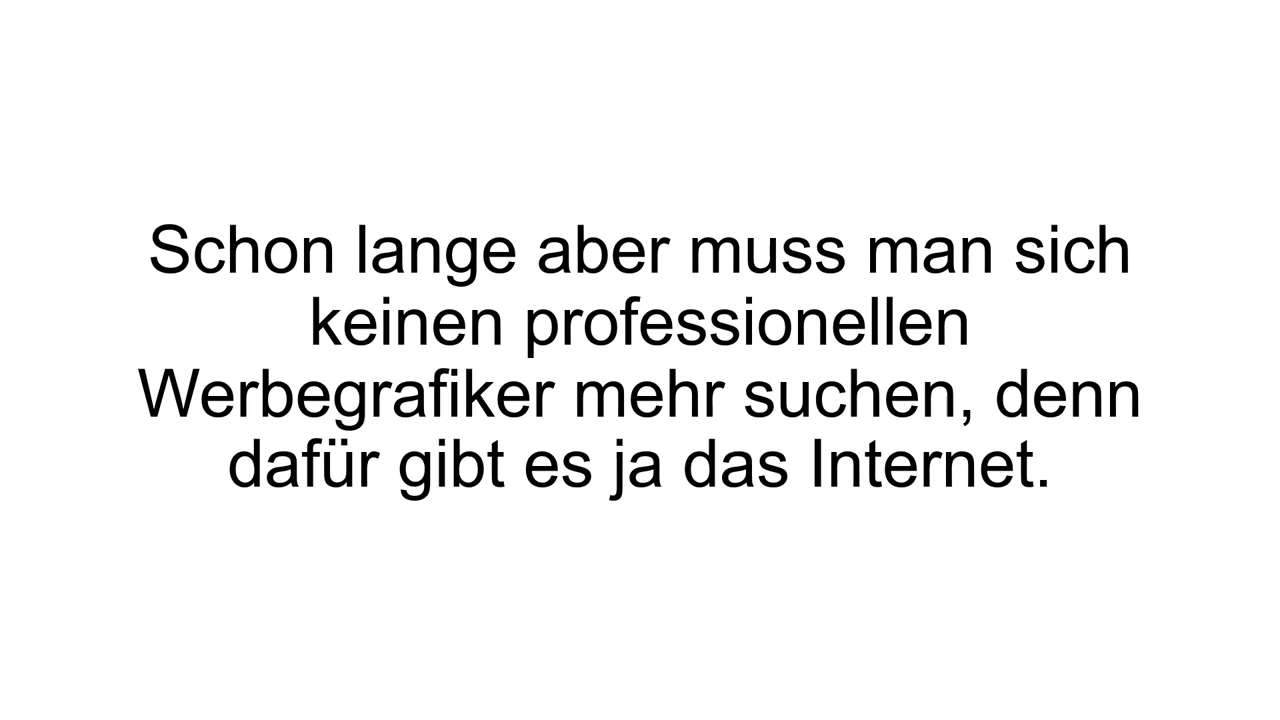 Schon lange aber muss man sich
keinen professionellen
Werbegrafiker mehr suchen, denn
dafür gibt es ja das Internet.